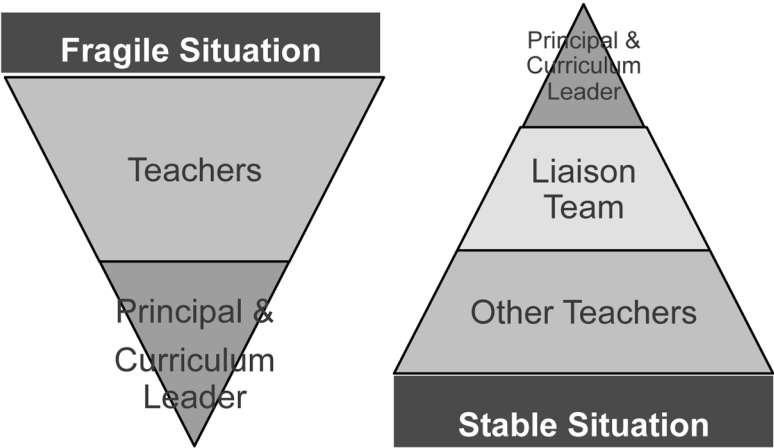 Fragile Situation
Teachers
Principal &
Curriculum
Leader
Principal &
Curriculum
Leader
Liaison
Team
Other Teachers
Stable Situation